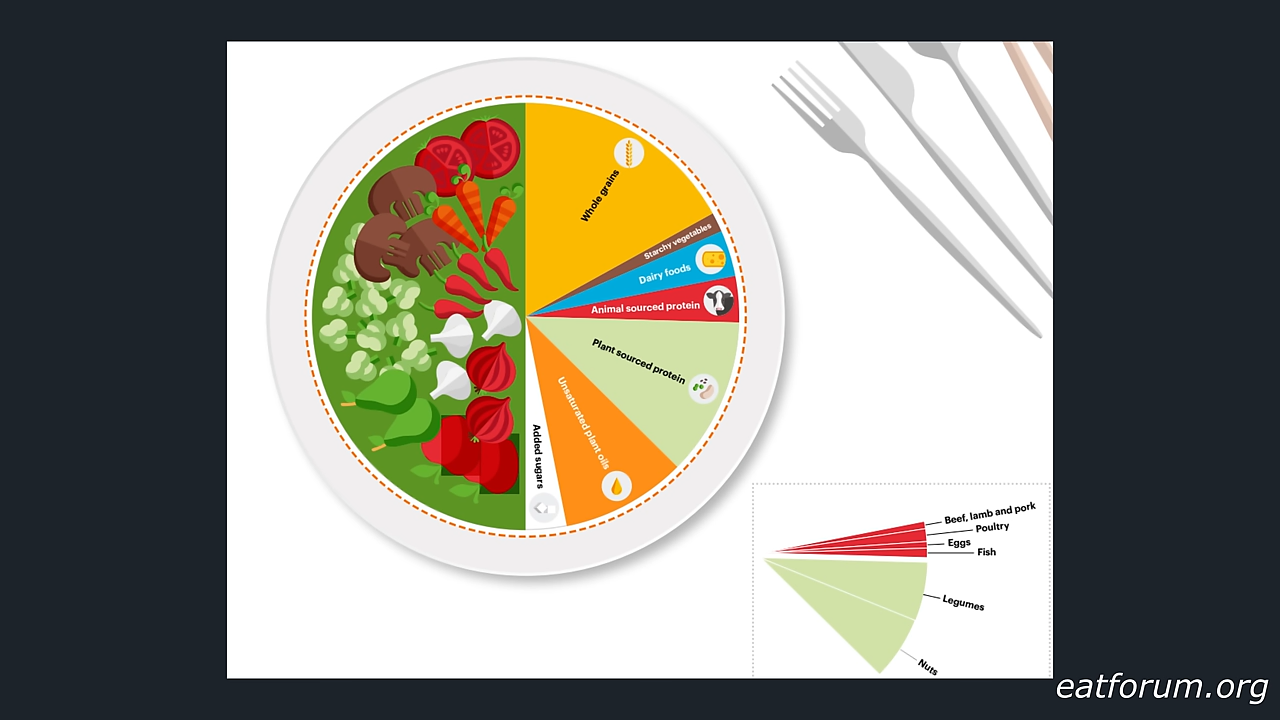 Whole grains
Starchy vegetables
Dairy foods
Animal sourced protein
Plant sourced protein
Unsaturated plant oils
Added sugars
Beef, lamb and pork
Poultry
Eggs
Fish
Legumes
Nuts
eatforum.org